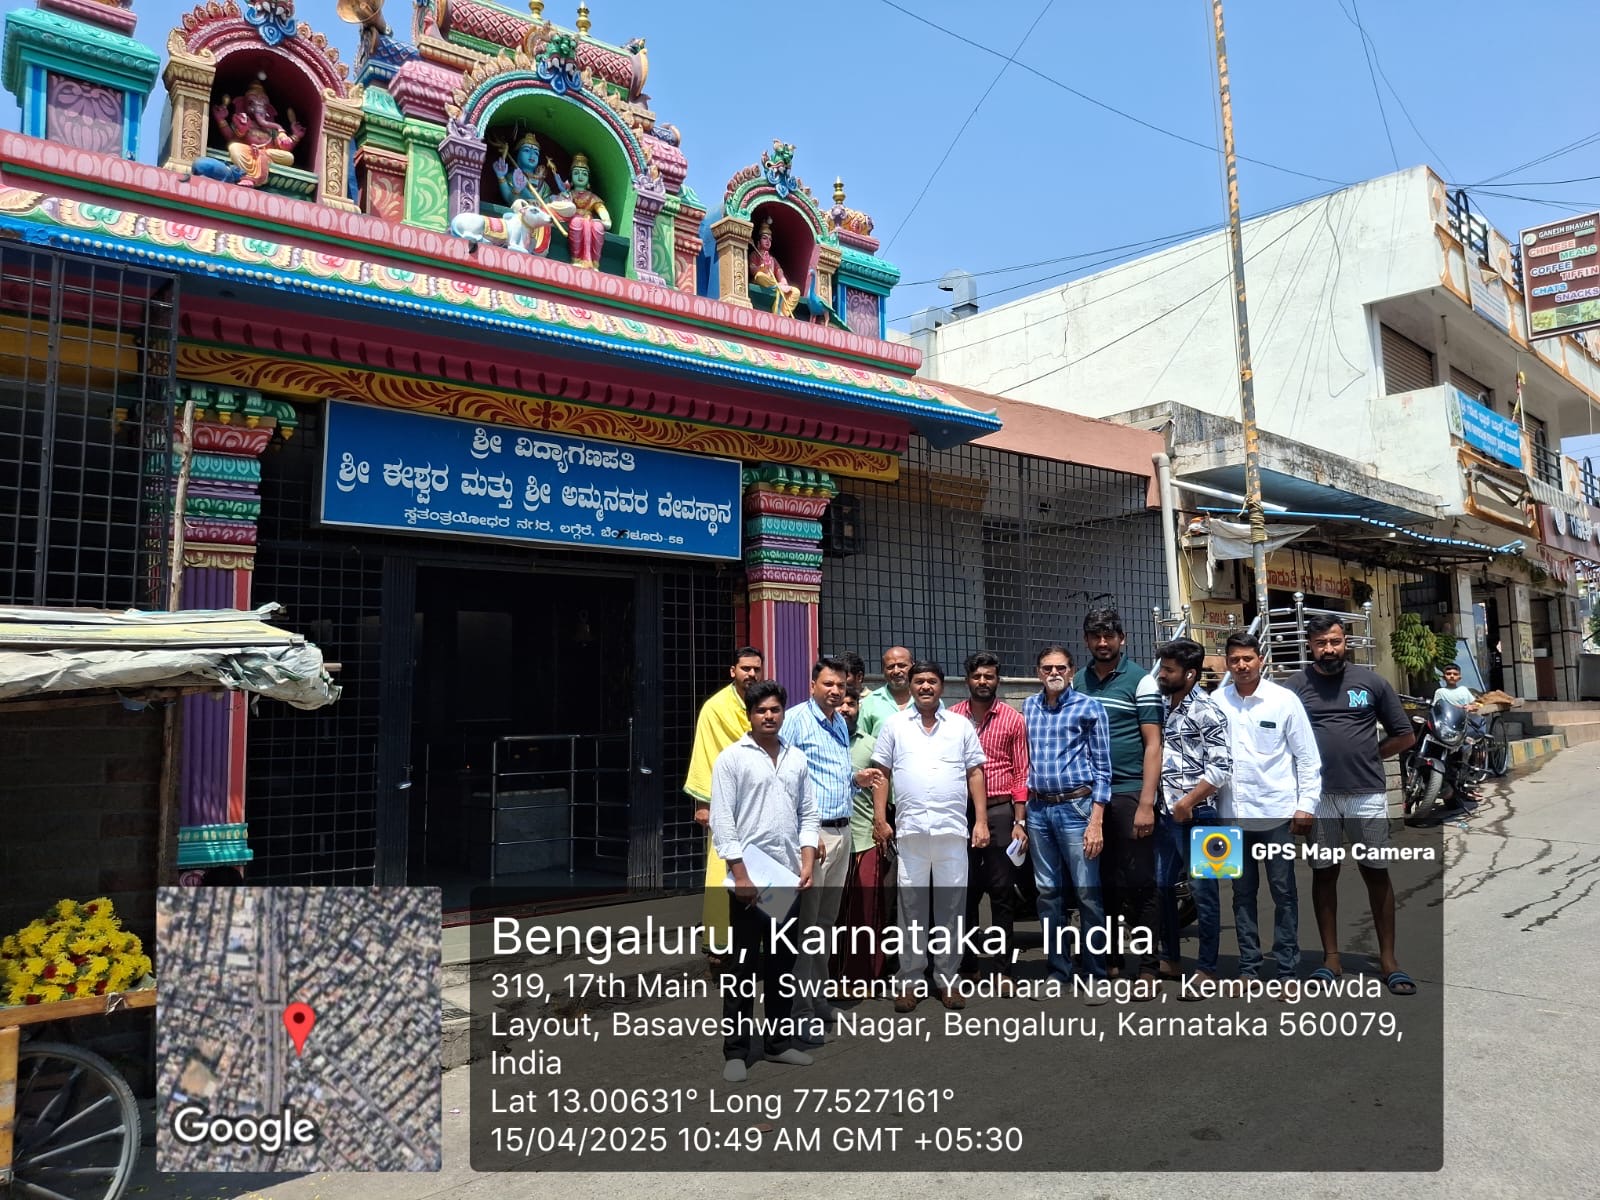 ಶ್ರೀ ವಿದ್ಯಾಗಣಪತಿ
ಶ್ರೀ ಈಶ್ವರ ಮತ್ತು ಶ್ರೀ ಅಮ್ಮನವರ ದೇವಸ್ಥಾನ
ಸ್ವತಂತ್ರಯೋಧರ ನಗರ, ಲಗ್ಗೆರೆ, ಬೆಂಗಳೂರು-58
GANESH BHAVAN
CHINESE
MEALS
COFFEE
TIFFIN
CHATS
SNACKS
M
GPS Map Camera
Bengaluru, Karnataka, India
319, 17th Main Rd, Swatantra Yodhara Nagar, Kempegowda
Layout, Basaveshwara Nagar, Bengaluru, Karnataka 560079,
India
Lat 13.00631° Long 77.527161°
15/04/2025 10:49 AM GMT +05:30
Google